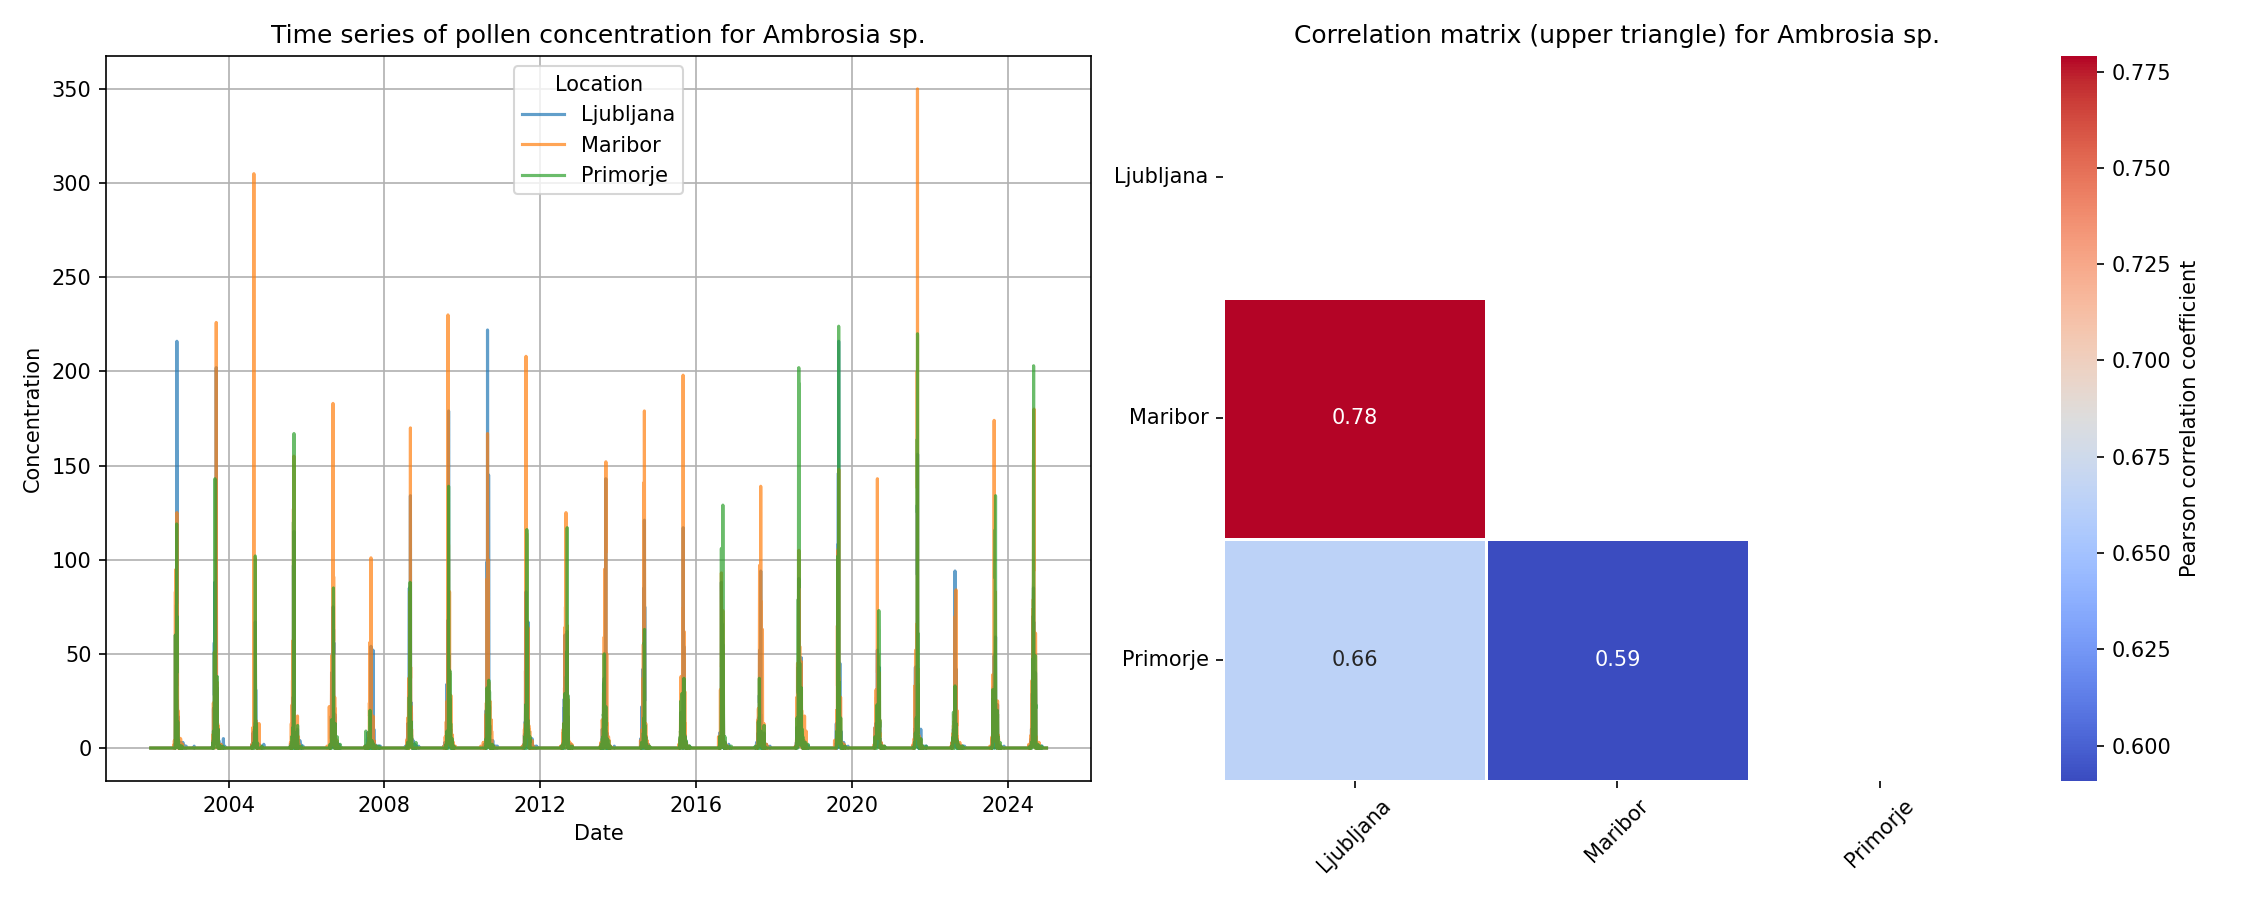 Time series of pollen concentration for Ambrosia sp.
Location
Ljubljana
Maribor
Primorje
350
300
250
200
150
100
50
0
Concentration
2004 2008 2012 2016 2020 2024
Date
Correlation matrix (upper triangle) for Ambrosia sp.
Ljubljana
Maribor
Primorje
0.78
0.66 0.59
Ljubljana Maribor Primorje
0.775
0.750
0.725
0.700
0.675
0.650
0.625
0.600
Pearson correlation coefficient